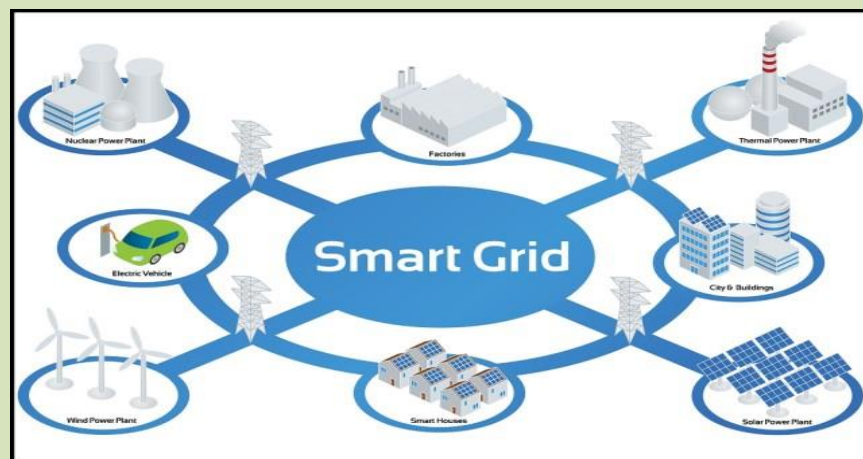 Nuclear Power Plant
Factories
Thermal Power Plant
Smart Grid
Electric Vehicle
City & Buildings
Wind Power Plant
Smart Houses
Solar Power Plant